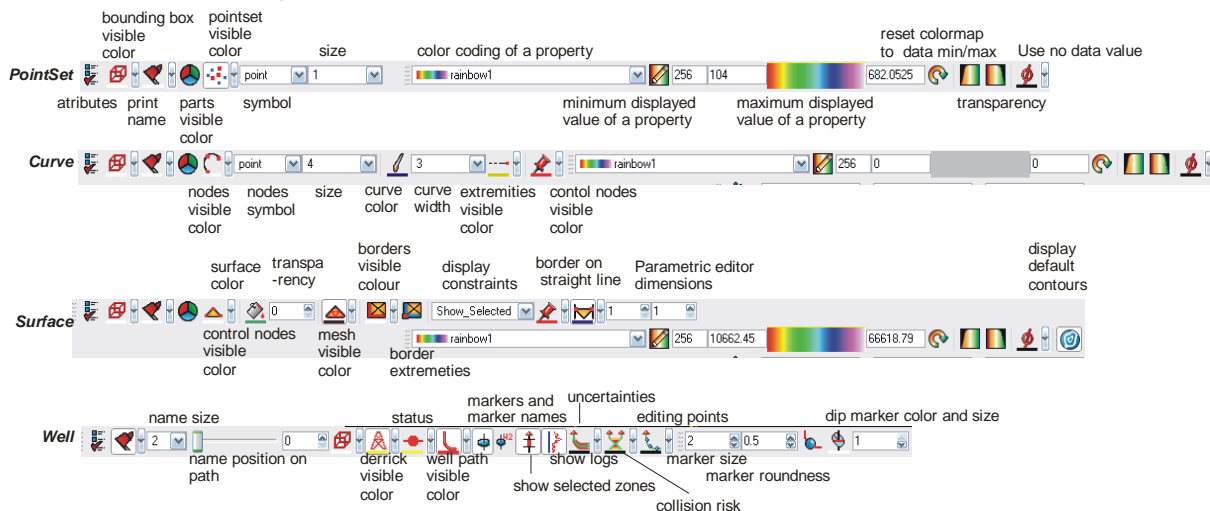 bounding box
visible
color
pointset
visible
color
size
color coding of a property
reset colormap
to data min/max
Use no data value
PointSet
point
1
rainbow1
256
104
682.0525
atributes
print
name
parts
visible
color
symbol
minimum displayed
value of a property
maximum displayed
value of a property
transparency
Curve
point
4
3
rainbow1
256
0
0
nodes
visible
color
nodes
symbol
size
curve
color
curve
width
extremities
visible
color
contol nodes
visible
color
surface
color
transpa
-rency
borders
visible
colour
display
constraints
border on
straight line
Parametric editor
dimensions
display
default
contours
Surface
0
Show_Selected
1
1
rainbow1
256
10662.45
66618.79
control nodes
visible
color
mesh
visible
color
border
extremeties
name size
status
markers and
marker names
uncertainties
editing points
dip marker color and size
Well
2
0
H2
2
0.5
1
name position on
path
derrick
visible
color
well path
visible
color
show logs
show selected zones
collision risk
marker size
marker roundness